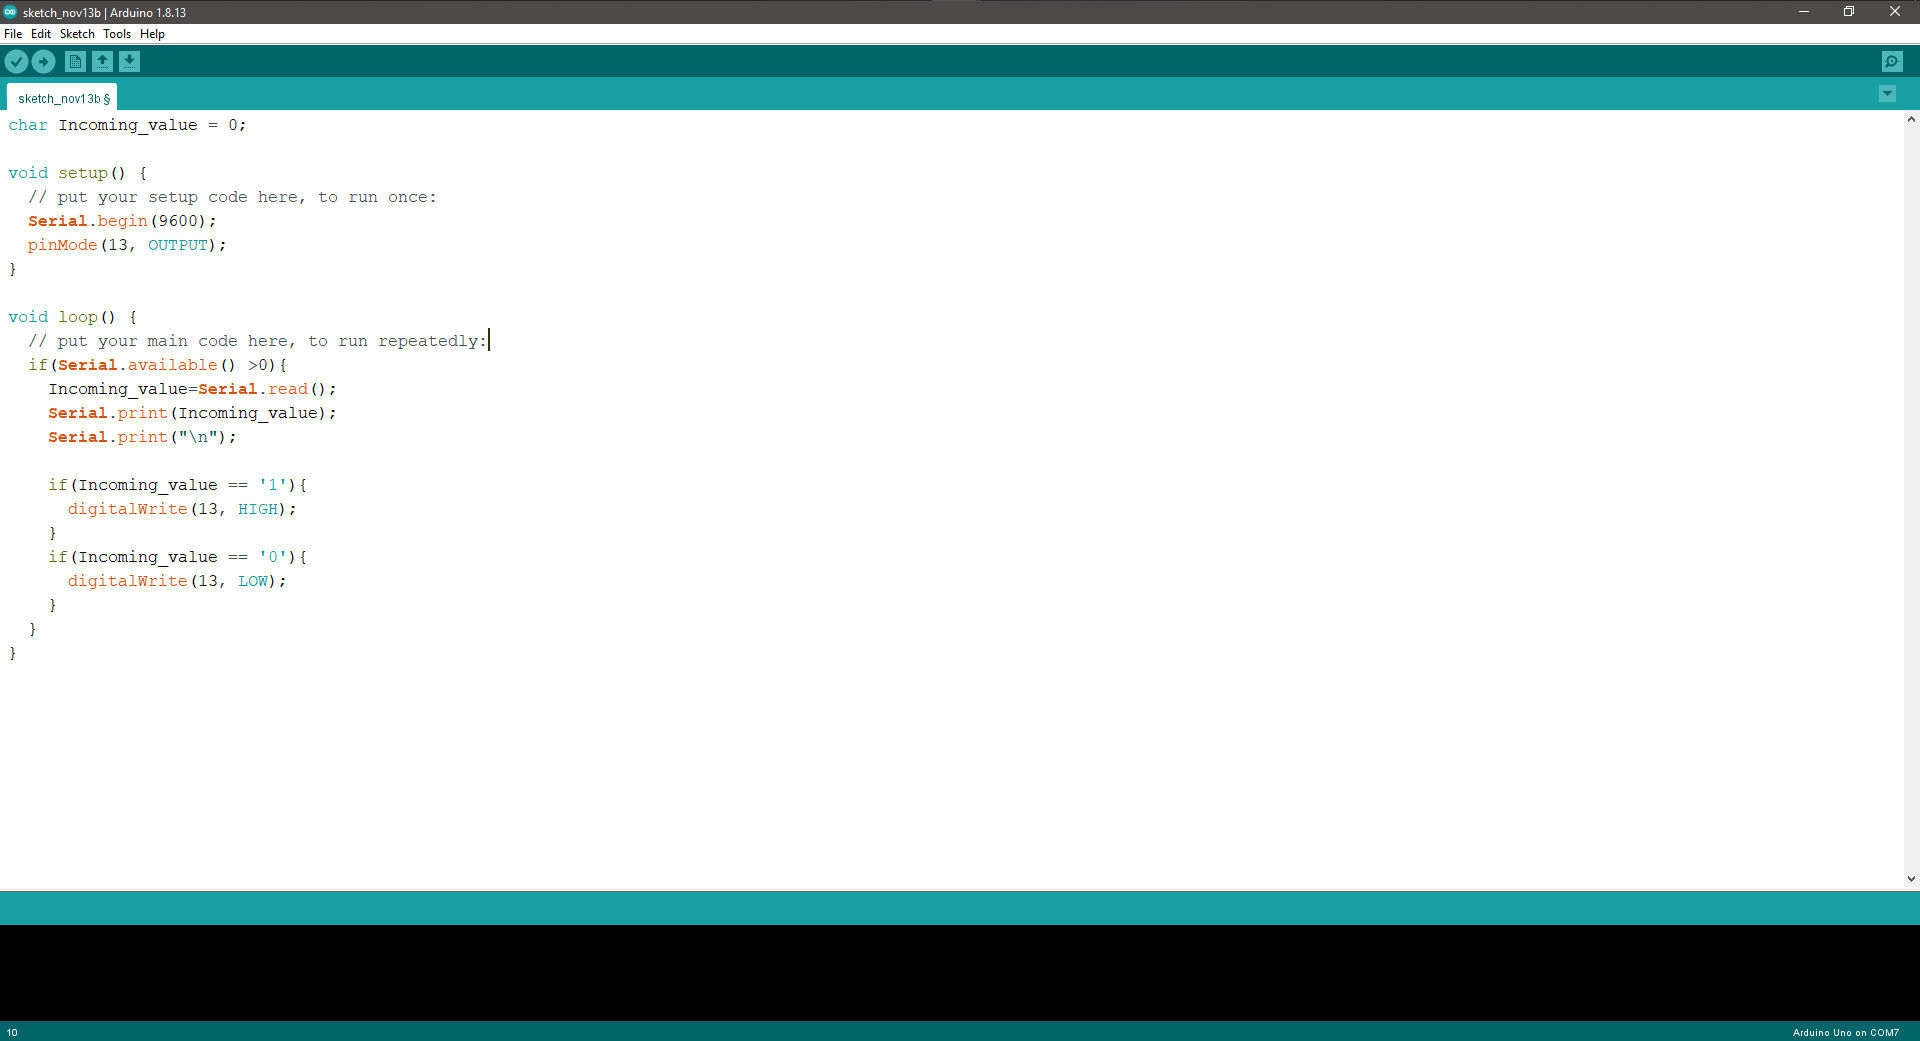 sketch_nov13b | Arduino 1.8.13
File Edit Sketch Tools Help
sketch_nov13b §
char Incoming_value = 0;
void setup() {
  // put your setup code here, to run once:
  Serial.begin(9600);
  pinMode(13, OUTPUT);
}
void loop() {
  // put your main code here, to run repeatedly:
  if(Serial.available() >0){
    Incoming_value=Serial.read();
    Serial.print(Incoming_value);
    Serial.print("\n");
    if(Incoming_value == '1'){
      digitalWrite(13, HIGH);
    }
    if(Incoming_value == '0'){
      digitalWrite(13, LOW);
    }
  }
}
10
Arduino Uno on COM7